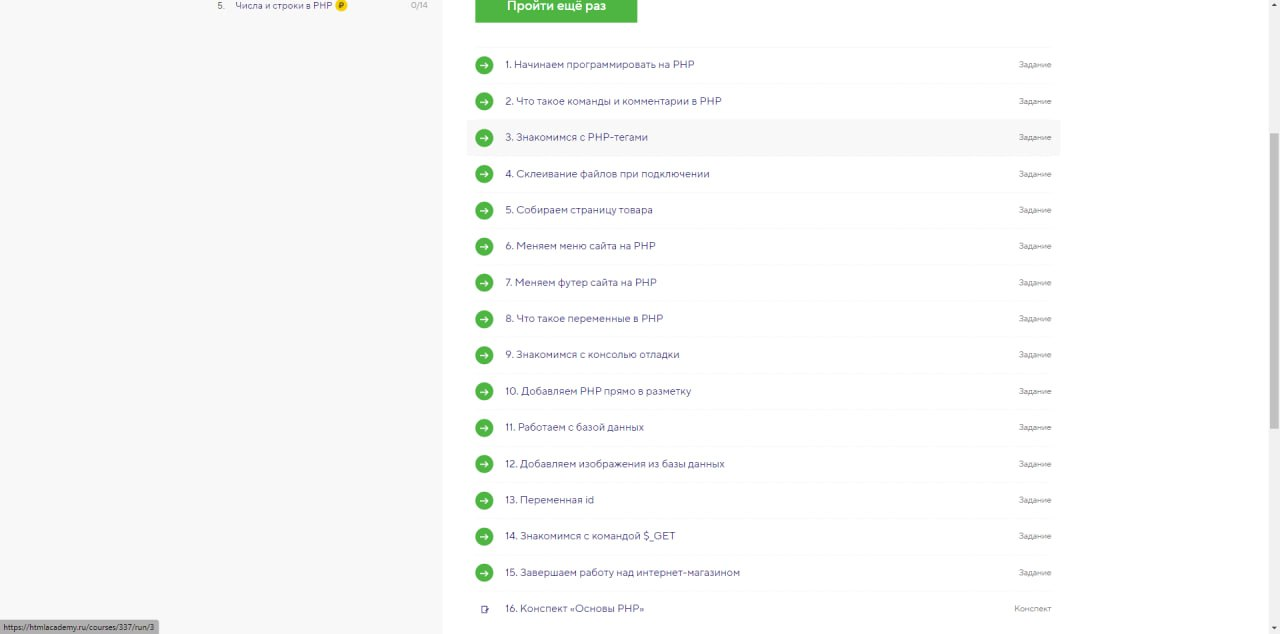 5. Числа и строки в PHP ₽ 0/14
Пройти ещё раз
1. Начинаем программировать на PHP Задание
2. Что такое команды и комментарии в PHP Задание
3. Знакомимся с PHP-тегами Задание
4. Склеивание файлов при подключении Задание
5. Собираем страницу товара Задание
6. Меняем меню сайта на PHP Задание
7. Меняем футер сайта на PHP Задание
8. Что такое переменные в PHP Задание
9. Знакомимся с консолью отладки Задание
10. Добавляем PHP прямо в разметку Задание
11. Работаем с базой данных Задание
12. Добавляем изображения из базы данных Задание
13. Переменная id Задание
14. Знакомимся с командой $_GET Задание
15. Завершаем работу над интернет-магазином Задание
16. Конспект «Основы PHP» Конспект
https://htmlacademy.ru/courses/337/run/3